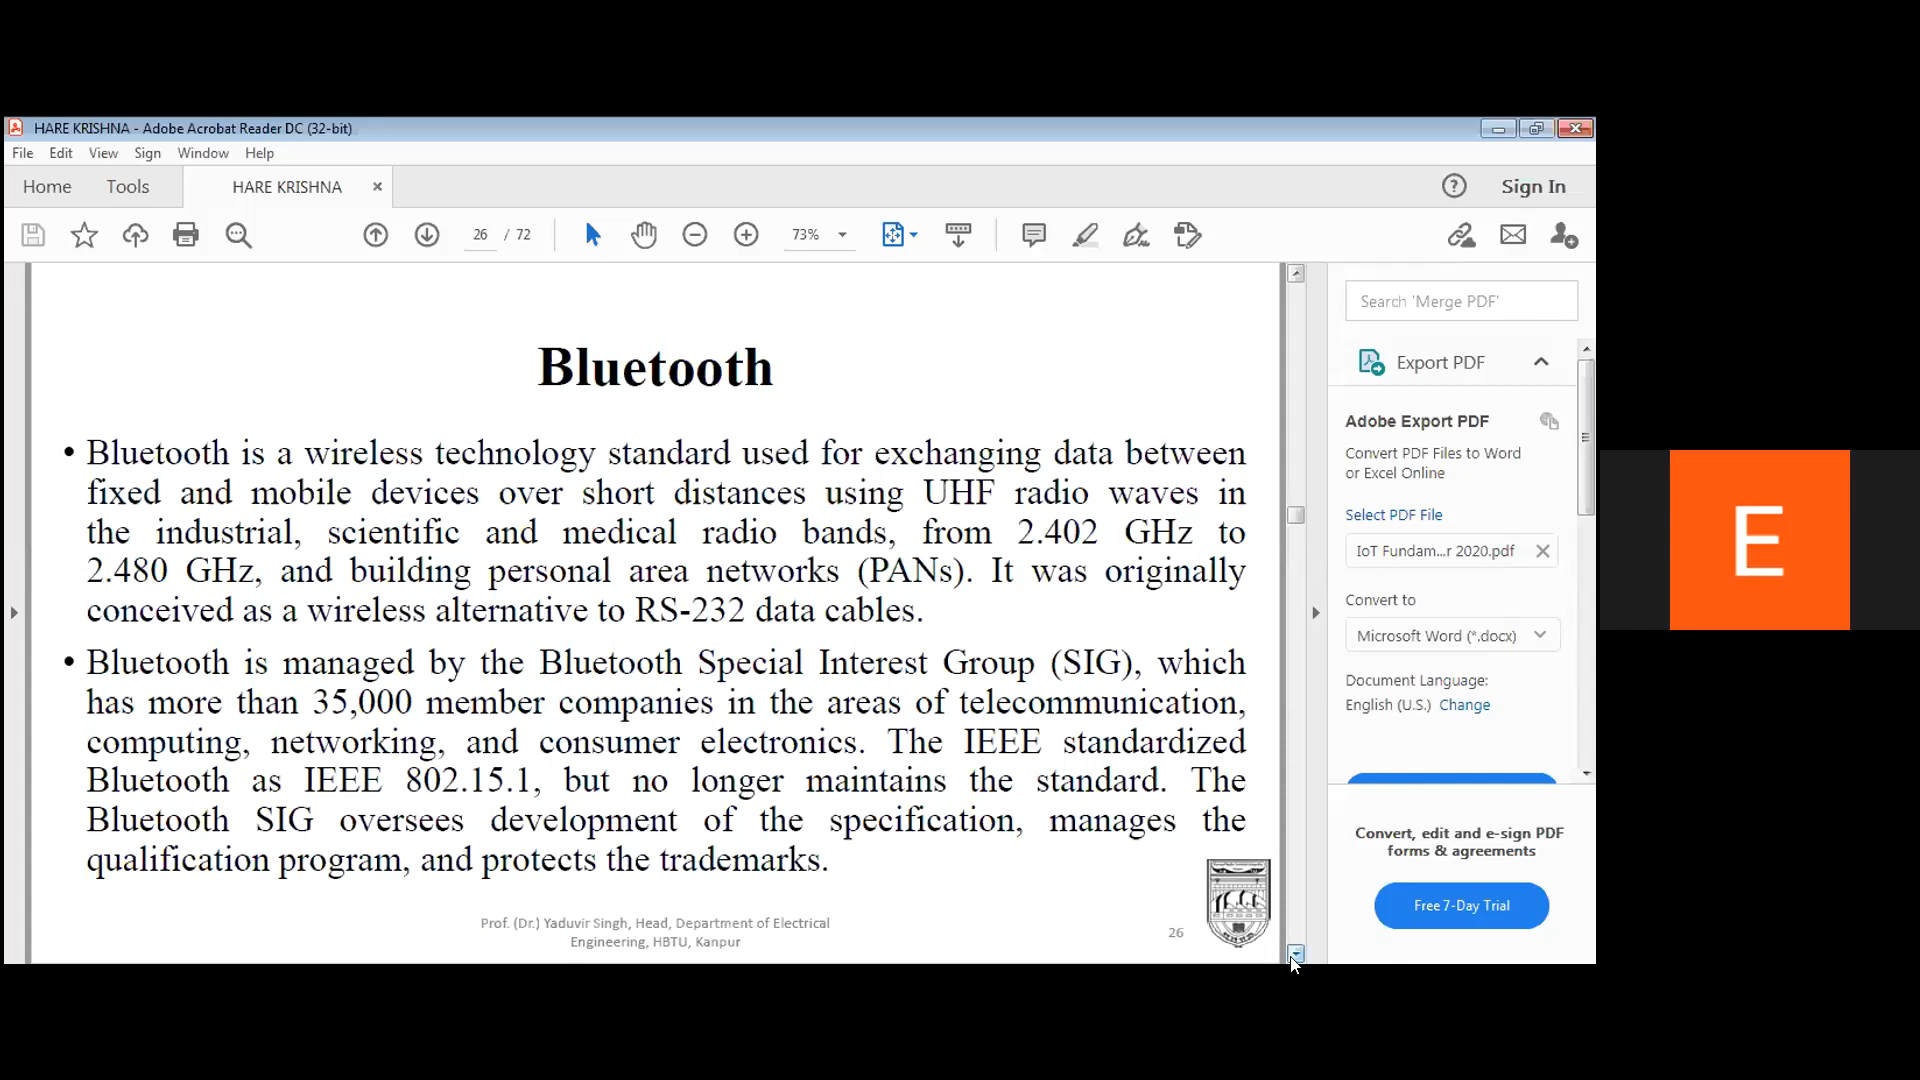 HARE KRISHNA - Adobe Acrobat Reader DC (32-bit)
File Edit View Sign Window Help
Home Tools HARE KRISHNA × ? Sign In
26 / 72 73%
Search 'Merge PDF'
Export PDF
Adobe Export PDF
Convert PDF Files to Word
or Excel Online
Select PDF File
IoT Fundam...r 2020.pdf
Convert to
Microsoft Word (*.docx)
Document Language:
English (U.S.) Change
Convert, edit and e-sign PDF
forms & agreements
Free 7-Day Trial
Bluetooth
• Bluetooth is a wireless technology standard used for exchanging data between
fixed and mobile devices over short distances using UHF radio waves in
the industrial, scientific and medical radio bands, from 2.402 GHz to
2.480 GHz, and building personal area networks (PANs). It was originally
conceived as a wireless alternative to RS-232 data cables.
• Bluetooth is managed by the Bluetooth Special Interest Group (SIG), which
has more than 35,000 member companies in the areas of telecommunication,
computing, networking, and consumer electronics. The IEEE standardized
Bluetooth as IEEE 802.15.1, but no longer maintains the standard. The
Bluetooth SIG oversees development of the specification, manages the
qualification program, and protects the trademarks.
Prof. (Dr.) Yaduvir Singh, Head, Department of Electrical
Engineering, HBTU, Kanpur
26
E